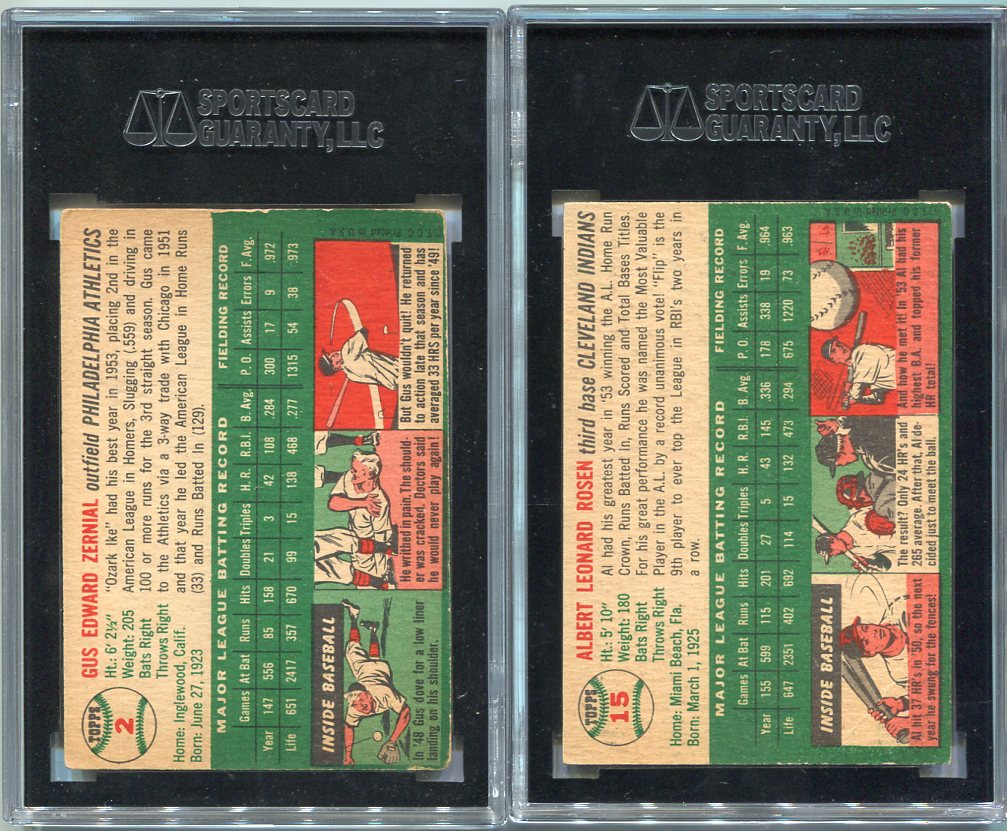 SPORTSCARD
GUARANTY, LLC
TOPPS
2
GUS EDWARD ZERNIAL outfield PHILADELPHIA ATHLETICS
Ht.: 6' 2½"
Weight: 205
Bats Right
Throws Right
Home: Inglewood, Calif.
Born: June 27, 1923
"Ozark Ike" had his best year in 1953, placing 2nd in the
American League in Homers, Slugging (.559) and driving in
100 or more runs for the 3rd straight season. Gus came
to the Athletics via a 3-way trade with Chicago in 1951
and that year he led the American League in Home Runs
(33) and Runs Batted In (129).
MAJOR LEAGUE BATTING RECORD FIELDING RECORD
Games At Bat Runs Hits Doubles Triples H. R. R.B.I. B. Avg. P. O. Assists Errors F. Avg.
Year 147 556 85 158 21 3 42 108 .284 300 17 9 .972
Life 651 2417 357 670 99 15 138 468 .277 1315 54 38 .973
INSIDE BASEBALL
In '48 Gus dove for a low liner
landing on his shoulder.
He writhed in pain. The should-
er was cracked. Doctors said
he would never play again!
But Gus wouldn't quit! He returned
to action late that season and has
averaged 33 HRS per year since '49!
T.C.G. Printed in U.S.A.
SPORTSCARD
GUARANTY, LLC
TOPPS
15
ALBERT LEONARD ROSEN third base CLEVELAND INDIANS
Ht.: 5' 10"
Weight: 180
Bats Right
Throws Right
Home: Miami Beach, Fla.
Born: March 1, 1925
Al had his greatest year in '53 winning the A.L. Home Run
Crown, Runs Batted In, Runs Scored and Total Bases Titles.
For his great performance he was named the Most Valuable
Player in the A.L. by a record unanimous vote! "Flip" is the
9th player to ever top the League in RBI's two years in
a row.
MAJOR LEAGUE BATTING RECORD FIELDING RECORD
Games At Bat Runs Hits Doubles Triples H. R. R.B.I. B. Avg. P. O. Assists Errors F. Avg.
Year 155 599 115 201 27 5 43 145 .336 178 338 19 .964
Life 647 2351 402 692 114 15 132 473 .294 675 1220 73 .963
INSIDE BASEBALL
Al hit 37 HR's in '50, so the next
year he swung for the fences!
The result? Only 24 HR's and
265 average. After that, Al de-
cided just to meet the ball.
And how he met it! In '53 Al had his
highest B.A. and topped his former
HR total!
T.C.G. Printed in U.S.A.